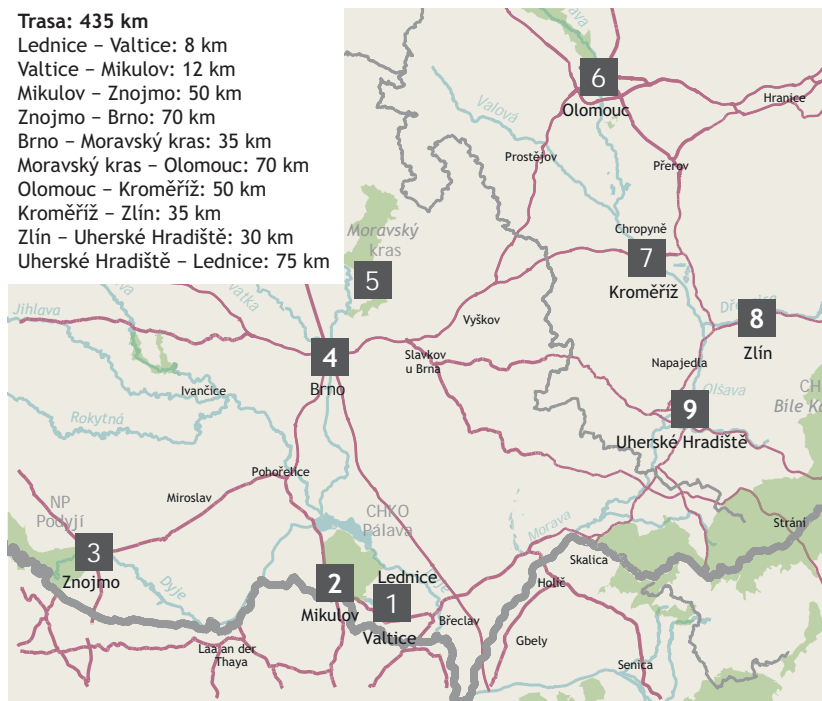 Trasa: 435 km
Lednice – Valtice: 8 km
Valtice – Mikulov: 12 km
Mikulov – Znojmo: 50 km
Znojmo – Brno: 70 km
Brno – Moravský kras: 35 km
Moravský kras – Olomouc: 70 km
Olomouc – Kroměříž: 50 km
Kroměříž – Zlín: 35 km
Zlín – Uherské Hradiště: 30 km
Uherské Hradiště – Lednice: 75 km
6
Olomouc
Hranice
Valová
Prostějov
Přerov
Chropyně
Moravský
kras
7
5
Kroměříž
Jihlava
8
Zlín
Vyškov
4
Brno
Slavkov
u Brna
Napajedla
Ivančice
Olšava
9
Bílé
Rokytná
Uherské Hradiště
Pohořelice
Miroslav
NP
Podyjí
CHKO
Pálava
Morava
Strání
3
Znojmo
Skalica
Dyje
2
Mikulov
Lednice
1
Valtice
Holíč
Břeclav
Gbely
Laa an der
Thaya
Senica